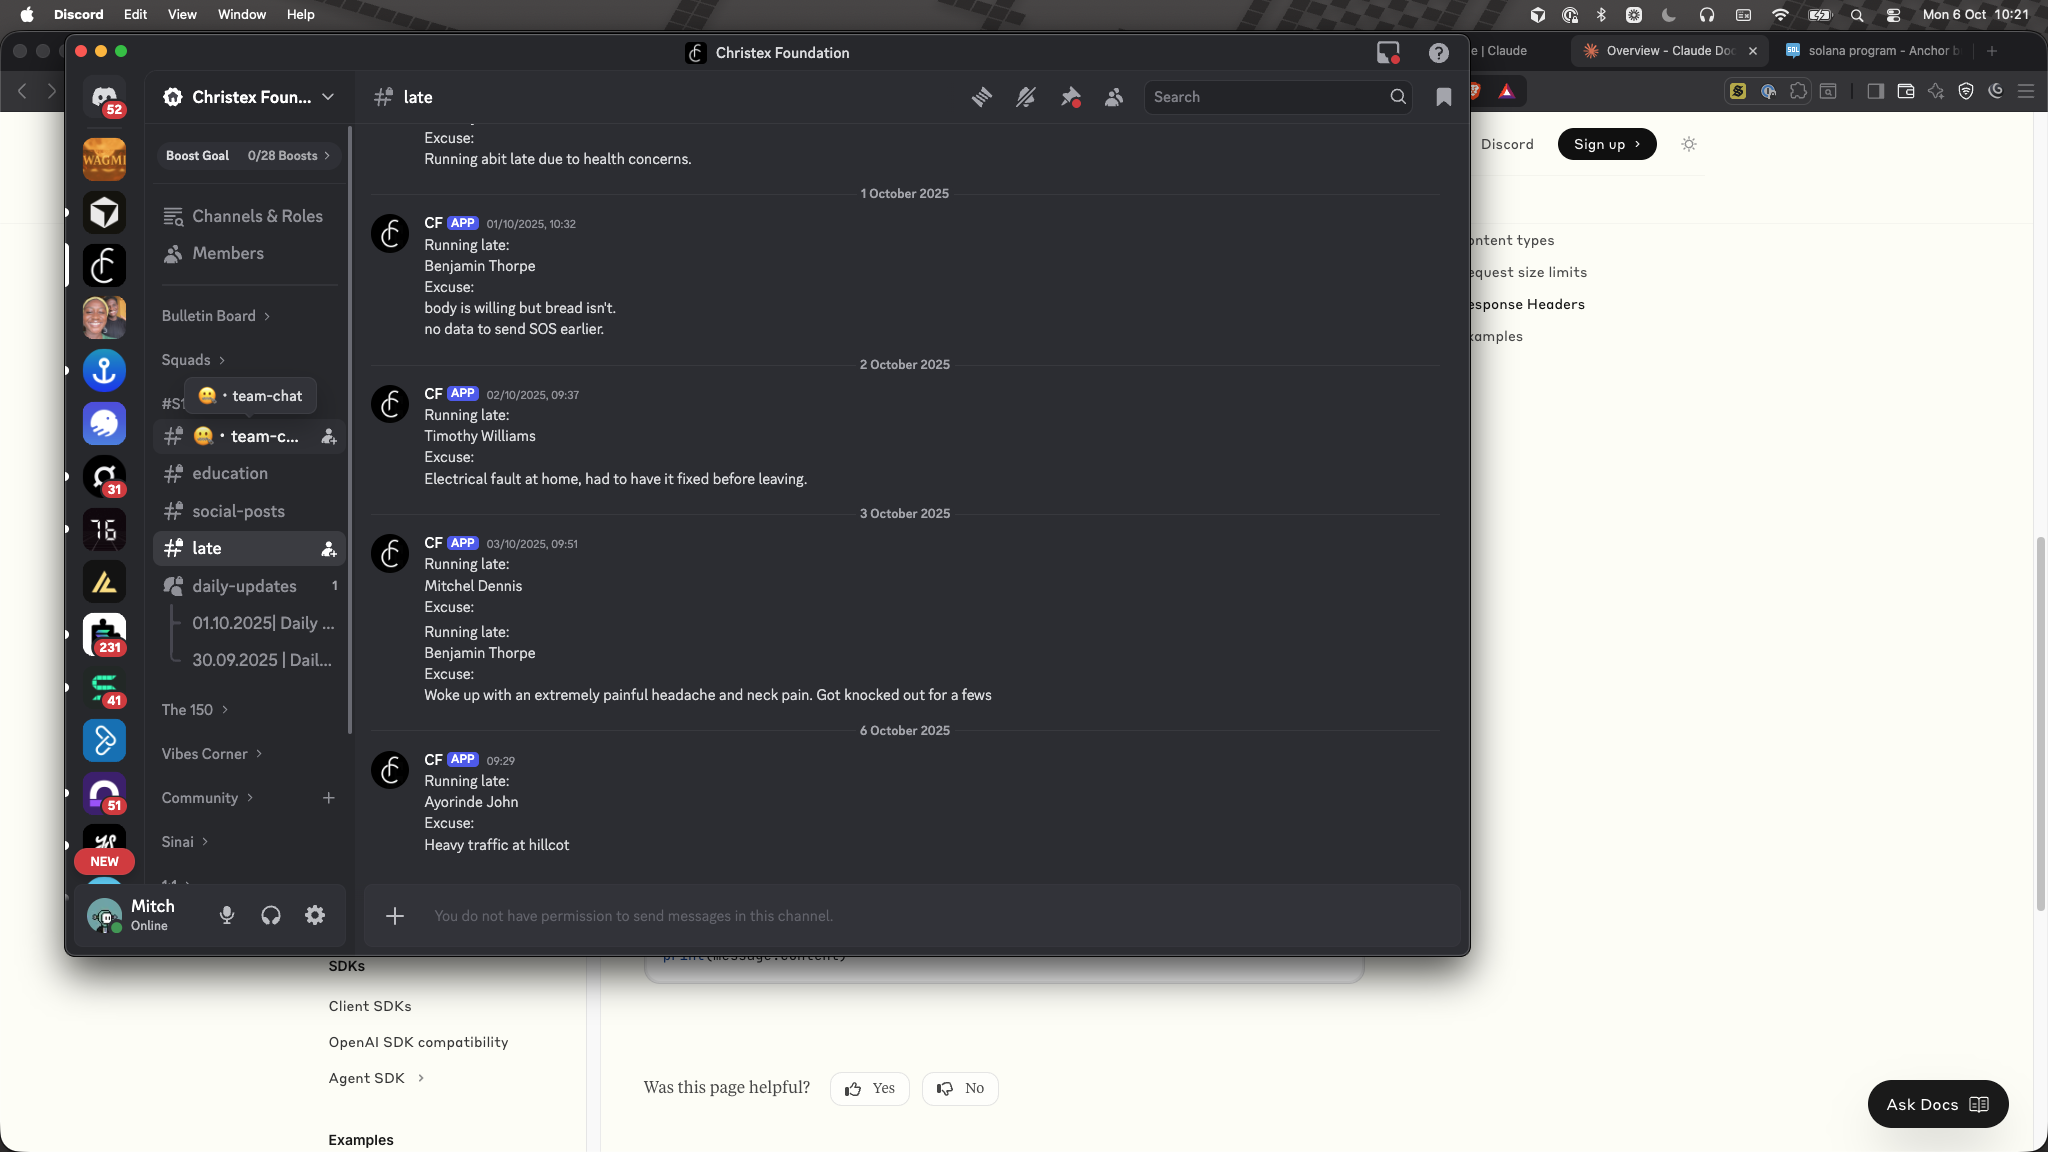 Discord Edit View Window Help
Mon 6 Oct 10:21
Christex Foundation
e | Claude
Overview - Claude Doc
solana program - Anchor b
52
Christex Foun...
late
Search
Boost Goal 0/28 Boosts
Channels & Roles
Members
Bulletin Board
Squads
#S1
• team-chat
• team-c...
education
social-posts
late
daily-updates 1
01.10.2025| Daily ...
30.09.2025 | Dail...
The 150
Vibes Corner
Community
Sinai
WAGMI
31
76
231
41
51
NEW
Mitch
Online
Excuse:
Running abit late due to health concerns.
1 October 2025
CF APP 01/10/2025, 10:32
Running late:
Benjamin Thorpe
Excuse:
body is willing but bread isn't.
no data to send SOS earlier.
2 October 2025
CF APP 02/10/2025, 09:37
Running late:
Timothy Williams
Excuse:
Electrical fault at home, had to have it fixed before leaving.
3 October 2025
CF APP 03/10/2025, 09:51
Running late:
Mitchel Dennis
Excuse:
Running late:
Benjamin Thorpe
Excuse:
Woke up with an extremely painful headache and neck pain. Got knocked out for a fews
6 October 2025
CF APP 09:29
Running late:
Ayorinde John
Excuse:
Heavy traffic at hillcot
You do not have permission to send messages in this channel.
Discord
Sign up
ontent types
equest size limits
esponse Headers
xamples
print(message.content)
SDKs
Client SDKs
OpenAI SDK compatibility
Agent SDK
Examples
Was this page helpful? Yes No
Ask Docs